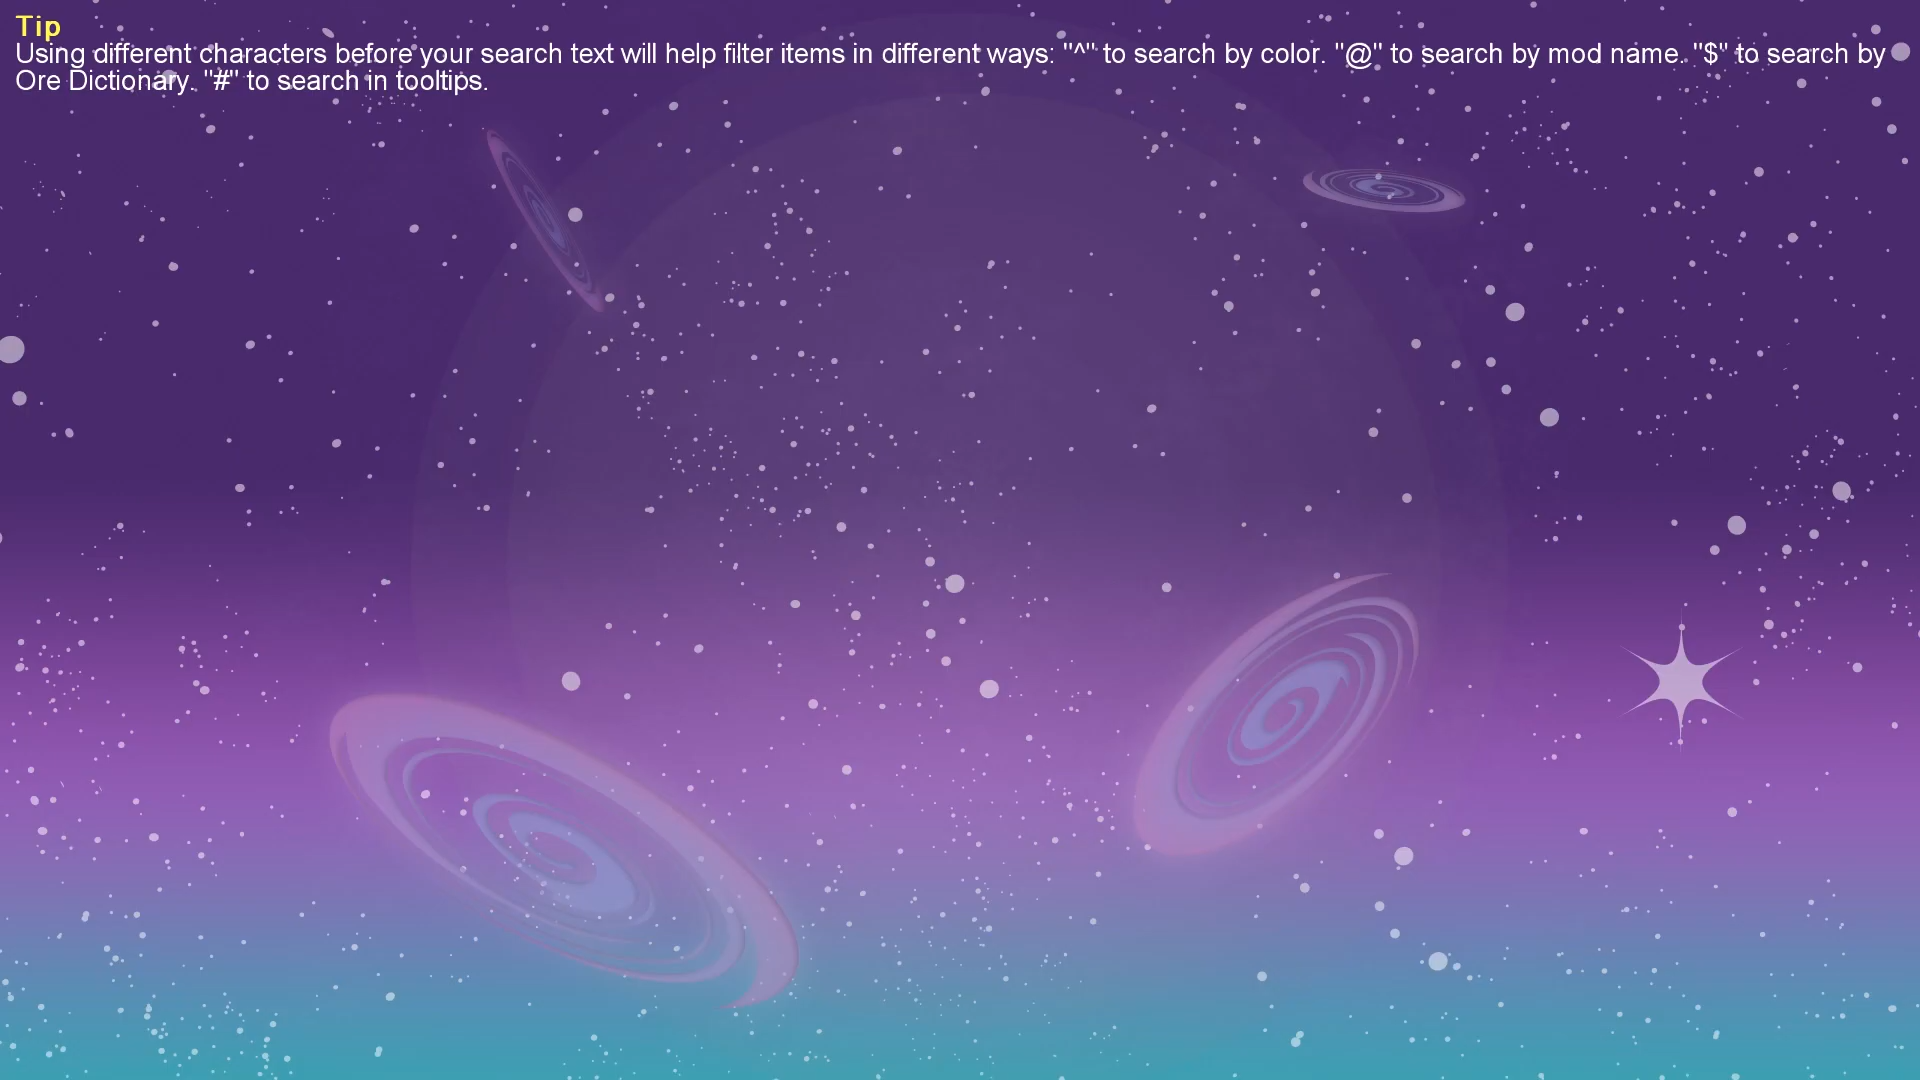 Tip
Using different characters before your search text will help filter items in different ways: "^" to search by color. "@" to search by mod name. "$" to search by
Ore Dictionary. "#" to search in tooltips.